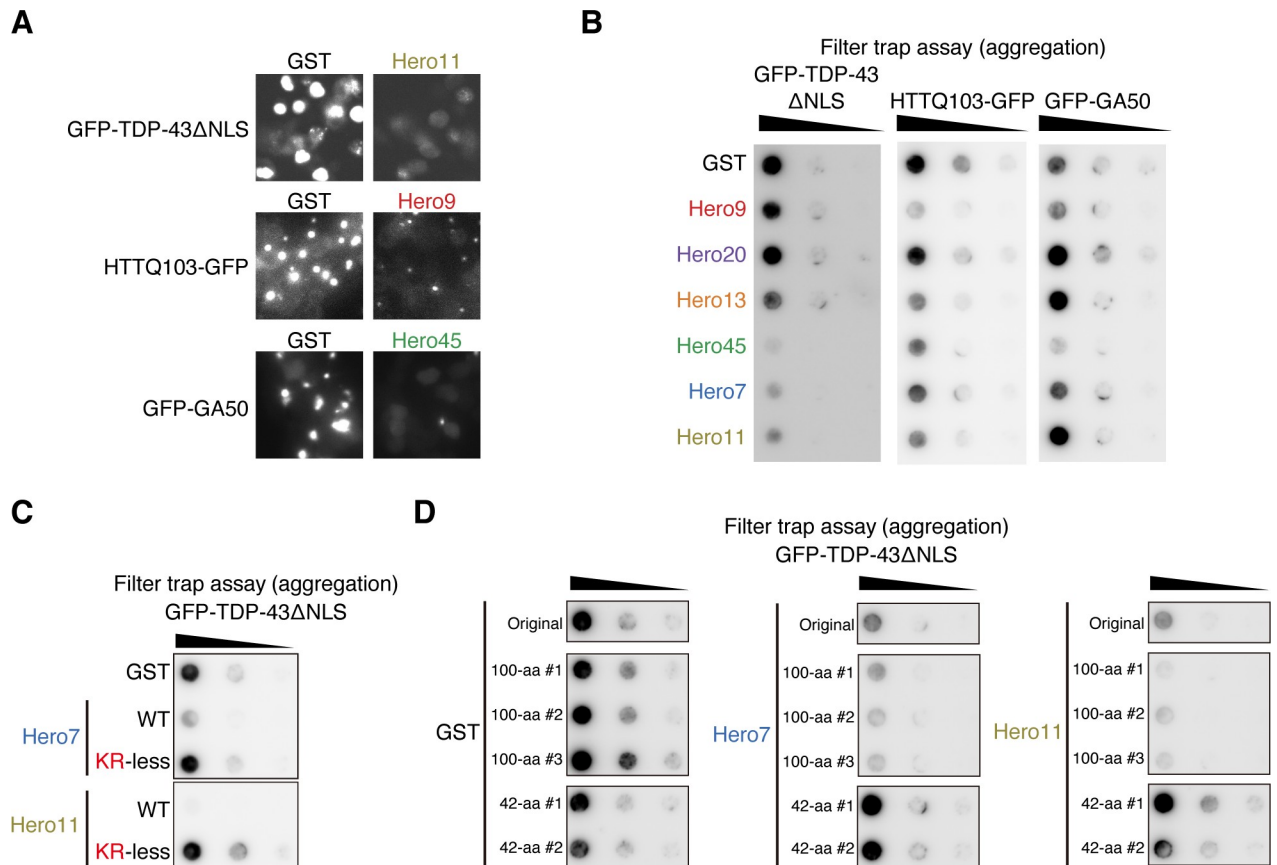 A
GST Hero11
GFP-TDP-43ΔNLS
GST Hero9
HTTQ103-GFP
GST Hero45
GFP-GA50
B
Filter trap assay (aggregation)
GFP-TDP-43
ΔNLS HTTQ103-GFP GFP-GA50
GST
Hero9
Hero20
Hero13
Hero45
Hero7
Hero11
C
Filter trap assay (aggregation)
GFP-TDP-43ΔNLS
GST
Hero7
WT
KR-less
Hero11
WT
KR-less
D
Filter trap assay (aggregation)
GFP-TDP-43ΔNLS
GST
Original
100-aa #1
100-aa #2
100-aa #3
42-aa #1
42-aa #2
Hero7
Original
100-aa #1
100-aa #2
100-aa #3
42-aa #1
42-aa #2
Hero11
Original
100-aa #1
100-aa #2
100-aa #3
42-aa #1
42-aa #2